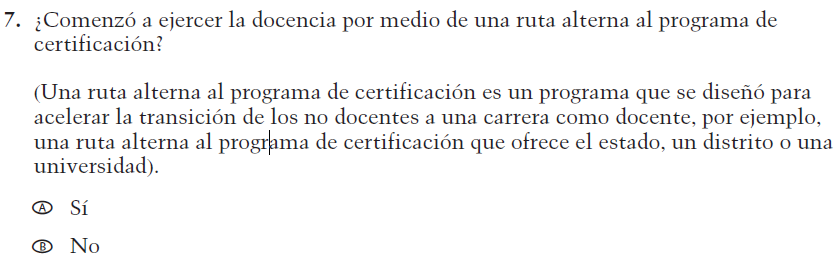 7. ¿Comenzó a ejercer la docencia por medio de una ruta alterna al programa de
certificación?
(Una ruta alterna al programa de certificación es un programa que se diseñó para
acelerar la transición de los no docentes a una carrera como docente, por ejemplo,
una ruta alterna al programa de certificación que ofrece el estado, un distrito o una
universidad).
A Sí
B No